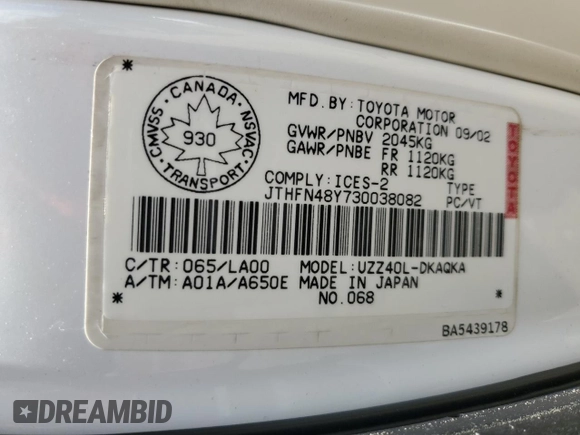 CMVSS · CANADA · NSVAC
930
TRANSPORT
MFD. BY: TOYOTA MOTOR
CORPORATION 09/02
GVWR/PNBV 2045KG
GAWR/PNBE FR 1120KG
RR 1120KG
COMPLY: ICES-2 TYPE
JTHFN48Y730038082 PC/VT
TOYOTA
C/TR: 065/LA00 MODEL: UZZ40L-DKAQKA
A/TM: A01A/A650E MADE IN JAPAN
NO.068
BA5439178
DREAMBID